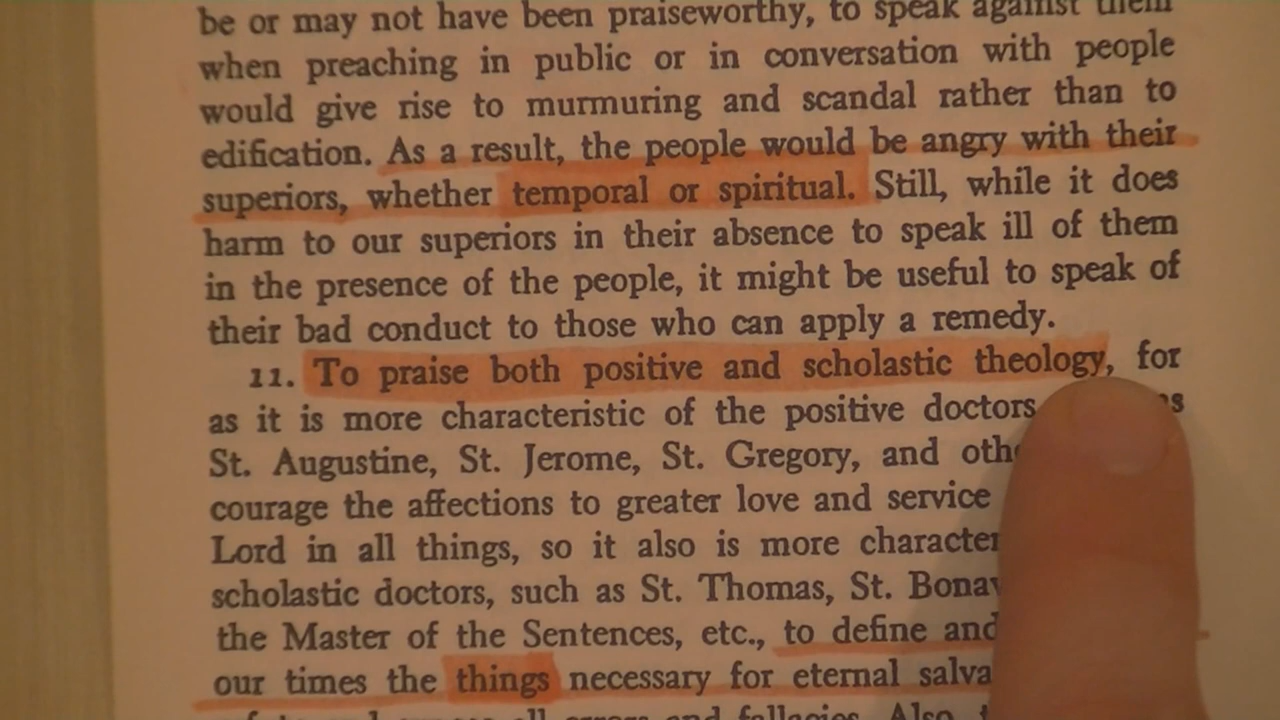 be or may not have been praiseworthy, to speak against them
when preaching in public or in conversation with people
would give rise to murmuring and scandal rather than to
edification. As a result, the people would be angry with their
superiors, whether temporal or spiritual. Still, while it does
harm to our superiors in their absence to speak ill of them
in the presence of the people, it might be useful to speak of
their bad conduct to those who can apply a remedy.
11. To praise both positive and scholastic theology, for
as it is more characteristic of the positive doctors
St. Augustine, St. Jerome, St. Gregory, and
courage the affections to greater love and service
Lord in all things, so it also is more
scholastic doctors, such as St. Thomas, St.
the Master of the Sentences, etc., to define and
our times the things necessary for eternal
all errors and fallacies. Also